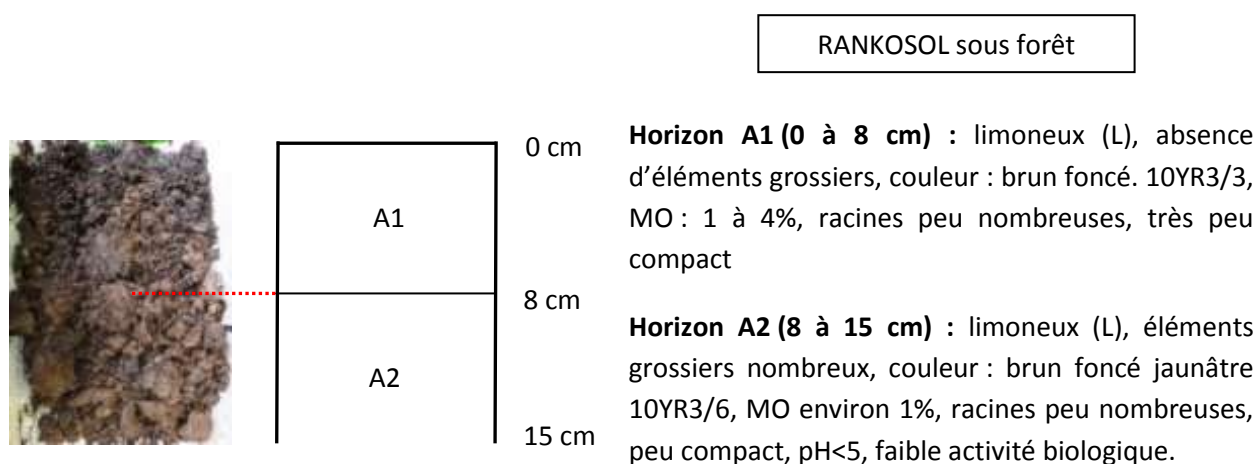 RANKOSOL sous forêt
0 cm
A1
8 cm
A2
15 cm
Horizon A1 (0 à 8 cm) : limoneux (L), absence
d’éléments grossiers, couleur : brun foncé. 10YR3/3,
MO : 1 à 4%, racines peu nombreuses, très peu
compact
Horizon A2 (8 à 15 cm) : limoneux (L), éléments
grossiers nombreux, couleur : brun foncé jaunâtre
10YR3/6, MO environ 1%, racines peu nombreuses,
peu compact, pH<5, faible activité biologique.